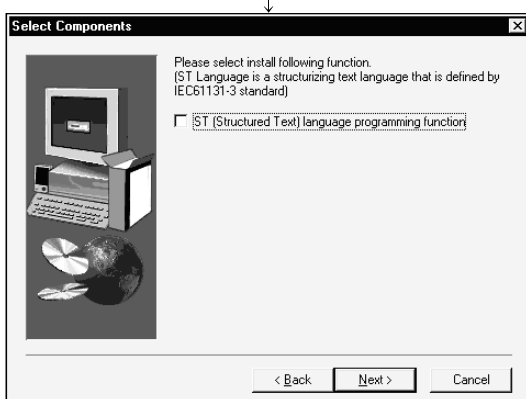 Select Components
Please select install following function.
(ST Language is a structurizing text language that is defined by
IEC61131-3 standard)
ST (Structured Text) language programming function
< Back
Next >
Cancel